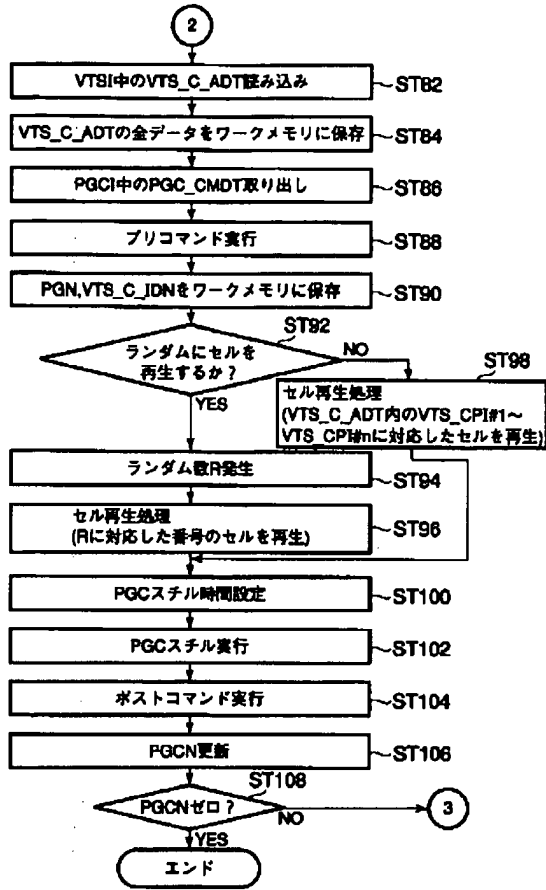 2
VTSI中のVTS_C_ADT読み込み
ST82
VTS_C_ADTの全データをワークメモリに保存
ST84
PGCI中のPGC_CMDT取り出し
ST86
プリコマンド実行
ST88
PGN,VTS_C_IDNをワークメモリに保存
ST90
ST92
ランダムにセルを
再生するか?
NO
YES
ST98
セル再生処理
(VTS_C_ADT内のVTS_CPI#1～
VTS_CPI#nに対応したセルを再生)
ランダム数R発生
ST94
セル再生処理
(Rに対応した番号のセルを再生)
ST96
PGCスチル時間設定
ST100
PGCスチル実行
ST102
ポストコマンド実行
ST104
PGCN更新
ST106
ST108
PGCNゼロ?
NO
3
YES
エンド